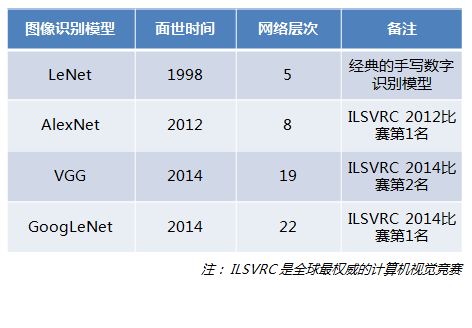 图像识别模型 面世时间 网络层次 备注
LeNet 1998 5 经典的手写数字
识别模型
AlexNet 2012 8 ILSVRC 2012比
赛第1名
VGG 2014 19 ILSVRC 2014比
赛第2名
GoogLeNet 2014 22 ILSVRC 2014比
赛第1名
注：ILSVRC是全球最权威的计算机视觉竞赛